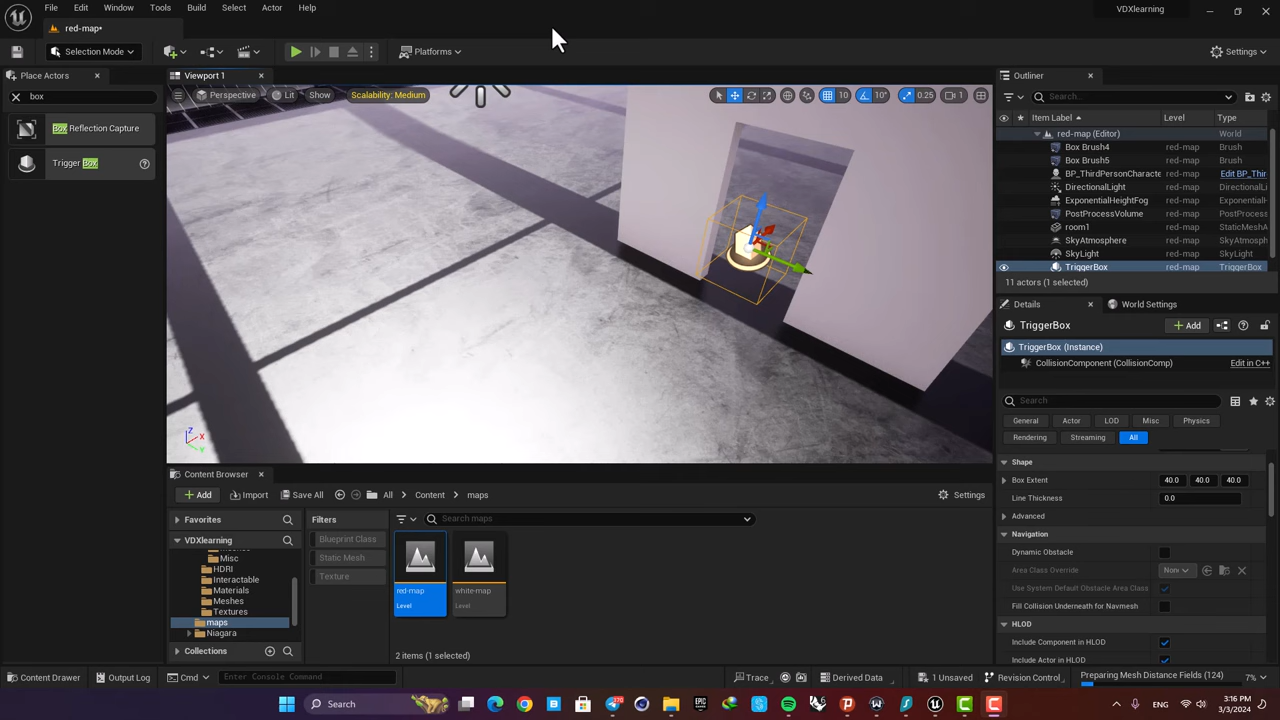 File Edit Window Tools Build Select Actor Help
VDXlearning
red-map*
Selection Mode
Platforms
Settings
Place Actors
Viewport 1
Outliner
box
Perspective
Lit
Show
Scalability: Medium
10
10°
0.25
1
Search...
Item Label
Level
Type
Box Reflection Capture
red-map (Editor)
World
Box Brush4
red-map
Brush
Trigger Box
Box Brush5
red-map
Brush
BP_ThirdPersonCharacte
red-map
Edit BP_Thir
DirectionalLight
red-map
DirectionalLi
ExponentialHeightFog
red-map
Exponential
PostProcessVolume
red-map
PostProcess
room1
red-map
StaticMeshA
SkyAtmosphere
red-map
SkyAtmosph
SkyLight
red-map
SkyLight
TriggerBox
red-map
TriggerBox
11 actors (1 selected)
Details
World Settings
TriggerBox
Add
TriggerBox (Instance)
CollisionComponent (CollisionComp)
Edit in C++
Search
General
Actor
LOD
Misc
Physics
Rendering
Streaming
All
Shape
Box Extent
40.0
40.0
40.0
Line Thickness
0.0
Advanced
Navigation
Dynamic Obstacle
Area Class Override
Use System Default Obstacle Area Class
Fill Collision Underneath for Navmesh
HLOD
Include Component in HLOD
Include Actor in HLOD
Z
X
Y
Content Browser
Add
Import
Save All
All
Content
maps
Settings
Favorites
Filters
Search maps
VDXlearning
Misc
HDRI
Interactable
Materials
Meshes
Textures
maps
Niagara
Collections
Blueprint Class
Static Mesh
Texture
red-map
Level
white-map
Level
2 items (1 selected)
Content Drawer
Output Log
Cmd
Enter Console Command
Trace
Derived Data
1 Unsaved
Revision Control
Preparing Mesh Distance Fields (124)
7%
Search
3:16 PM
3/3/2024